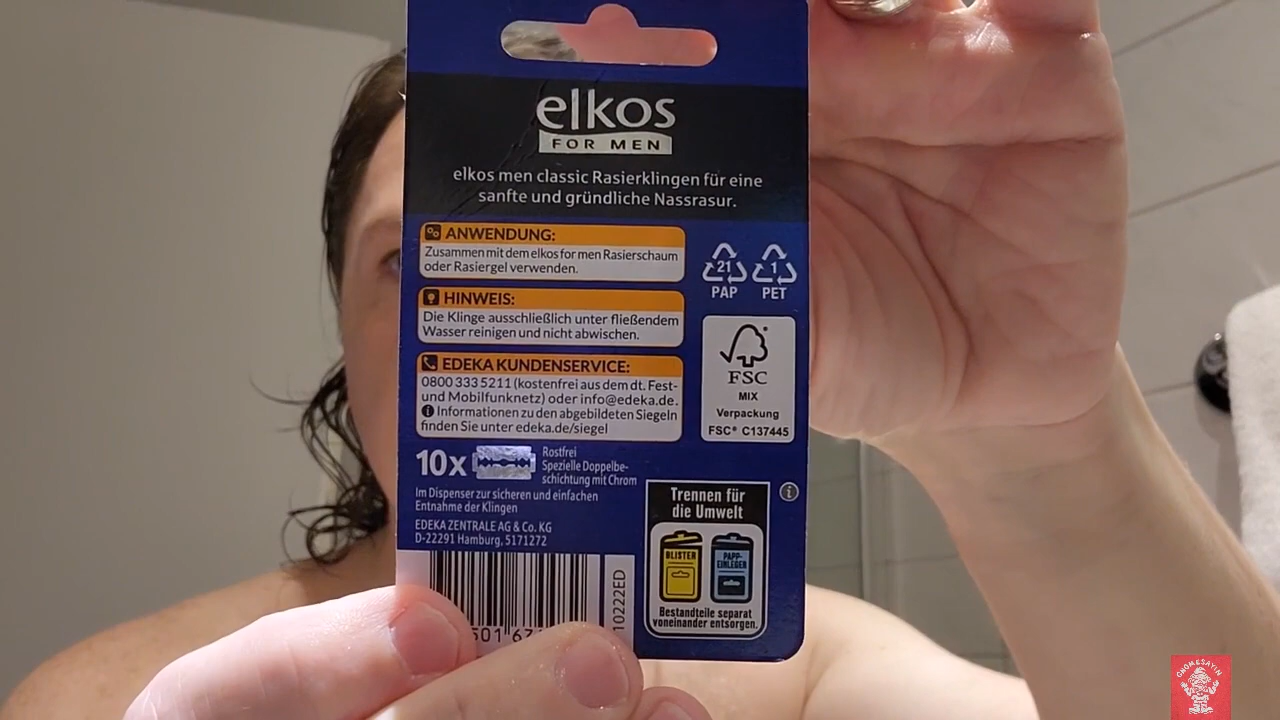 elkos
FOR MEN
elkos men classic Rasierklingen für eine
sanfte und gründliche Nassrasur.
ANWENDUNG:
Zusammen mit dem elkos for men Rasierschaum
oder Rasiergel verwenden.
HINWEIS:
Die Klinge ausschließlich unter fließendem
Wasser reinigen und nicht abwischen.
EDEKA KUNDENSERVICE:
0800 333 5211 (kostenfrei aus dem dt. Fest-
und Mobilfunknetz) oder info@edeka.de.
Informationen zu den abgebildeten Siegeln
finden Sie unter edeka.de/siegel
21
PAP
1
PET
FSC
MIX
Verpackung
FSC® C137445
10x
Rostfrei
Spezielle Doppelbe-
schichtung mit Chrom
Im Dispenser zur sicheren und einfachen
Entnahme der Klingen
EDEKA ZENTRALE AG & Co. KG
D-22291 Hamburg, 5171272
10222ED
Trennen für
die Umwelt
BLISTER
PAPP-
EINLEGER
Bestandteile separat
voneinander entsorgen.
GNOMESAYIN